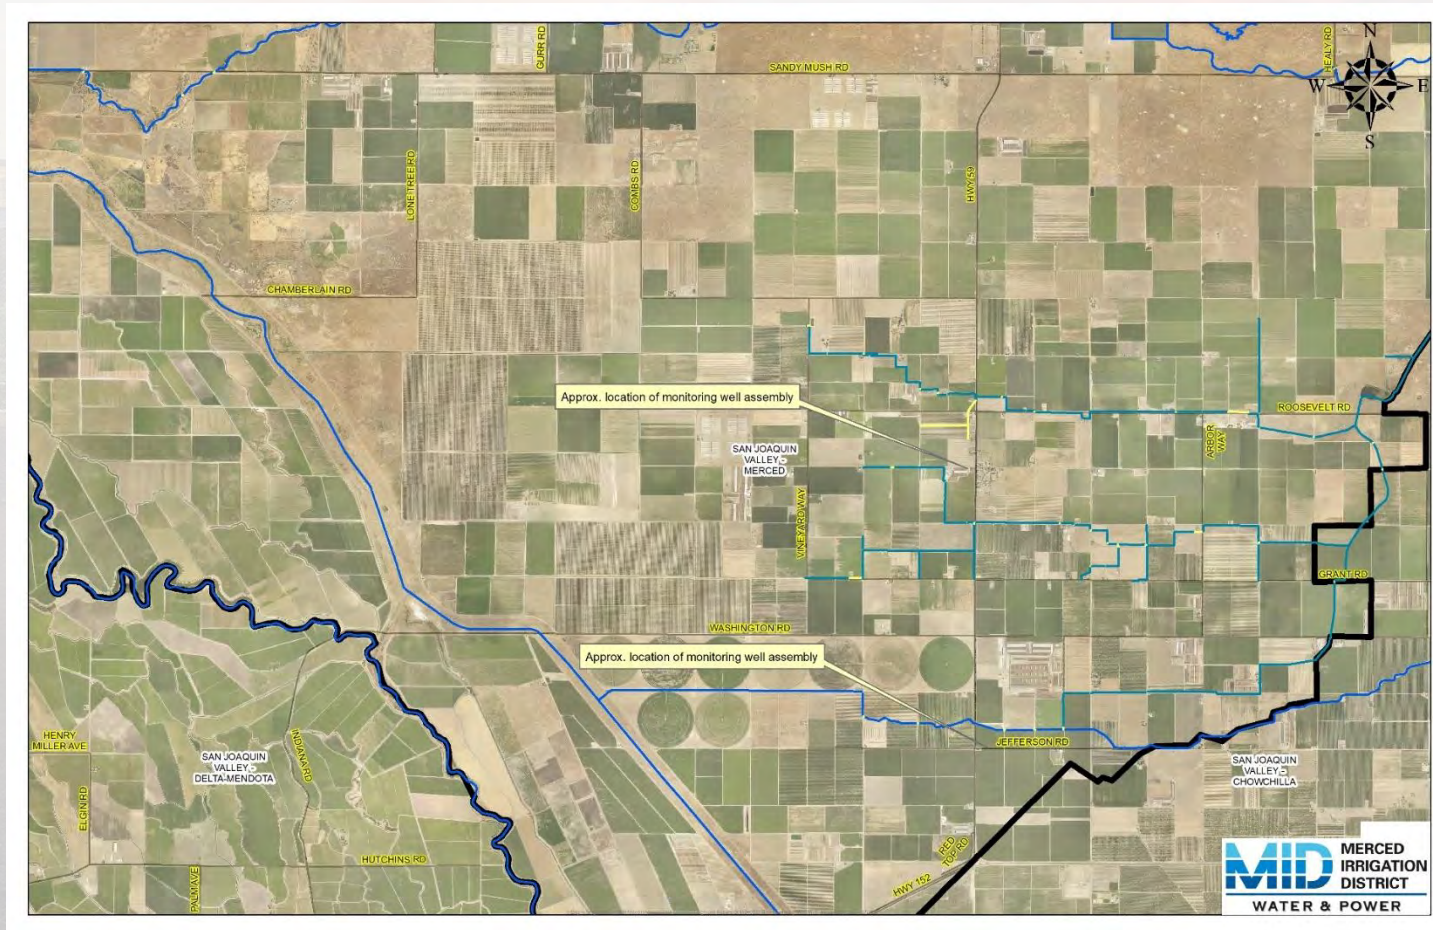 GURR RD
SANDY MUSH RD
HEALY RD
N
W
E
S
LONE TREE RD
COMBS RD
HWY 59
CHAMBERLAIN RD
Approx. location of monitoring well assembly
ROOSEVELT RD
ARBOR
WAY
SAN JOAQUIN
VALLEY -
MERCED
VINEYARD WAY
GRANT RD
WASHINGTON RD
Approx. location of monitoring well assembly
HENRY
MILLER AVE
INDIANA RD
JEFFERSON RD
SAN JOAQUIN
VALLEY -
DELTA-MENDOTA
SAN JOAQUIN
VALLEY -
CHOWCHILLA
ELGIN RD
RED
TOP RD
HUTCHINS RD
HWY 152
PALM AVE
MID
MERCED
IRRIGATION
DISTRICT
WATER & POWER